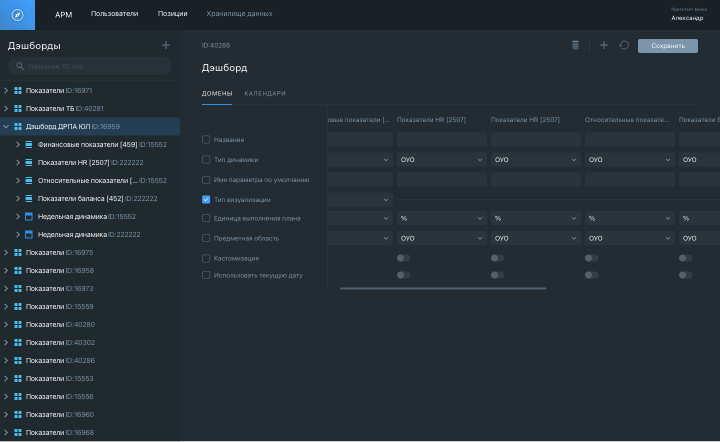 АРМ Пользователи Позиции Хранилище данных
Александр
Дэшборды
Название, ID, код
Показатели ID:16971
Показатели ТБ ID:40281
Дэшборд ДРПА ЮЛ ID:16959
Финансовые показатели [459] ID:15552
Показатели HR [2507] ID:222222
Относительные показатели [... ID:15552
Показатели баланса [452] ID:222222
Недельная динамика ID:15552
Недельная динамика ID:222222
Показатели ID:16975
Показатели ID:16958
Показатели ID:16973
Показатели ID:15559
Показатели ID:40280
Показатели ID:40302
Показатели ID:40286
Показатели ID:15553
Показатели ID:15556
Показатели ID:16960
Показатели ID:16968
ID:40288
Сохранить
Дэшборд
ДОМЕНЫ КАЛЕНДАРИ
овые показатели [... Показатели HR [2507] Показатели HR [2507] Относительные показате... Показатели б
Название
Тип динамики ОУО ОУО ОУО ОУО
Имя параметра по умолчанию
Тип визуализации
Единица выполнения плана % % % %
Предметная область ОУО ОУО ОУО ОУО
Кастомизация
Использовать текущую дату